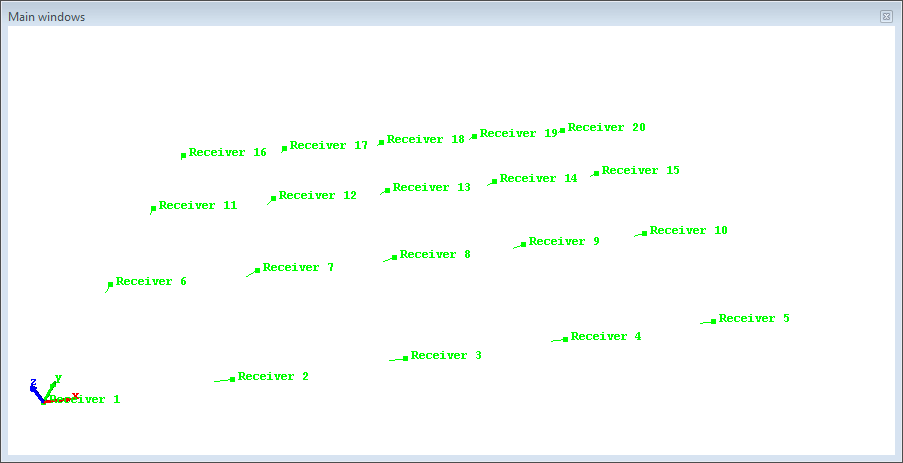 Main windows
Receiver 20
Receiver 19
Receiver 18
Receiver 17
Receiver 16
Receiver 15
Receiver 14
Receiver 13
Receiver 12
Receiver 11
Receiver 10
Receiver 9
Receiver 8
Receiver 7
Receiver 6
Receiver 5
Receiver 4
Receiver 3
Receiver 2
Y
Z
X
Receiver 1